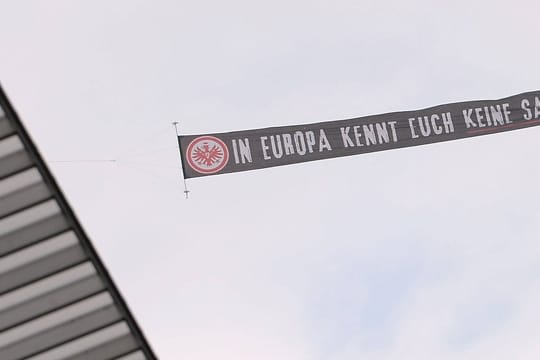 IN EUROPA KENNT EUCH KEINE SA